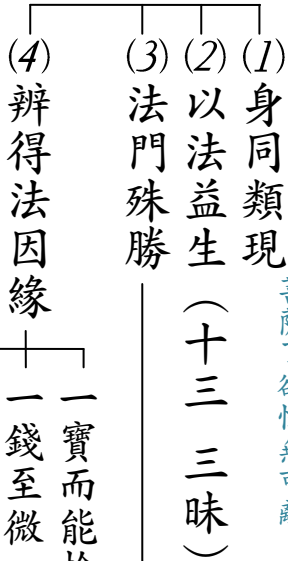 (1)身同類現
(2)以法益生(十三 三昧)
(3)法門殊勝
(4)辨得法因緣
一寶而能
一錢至微